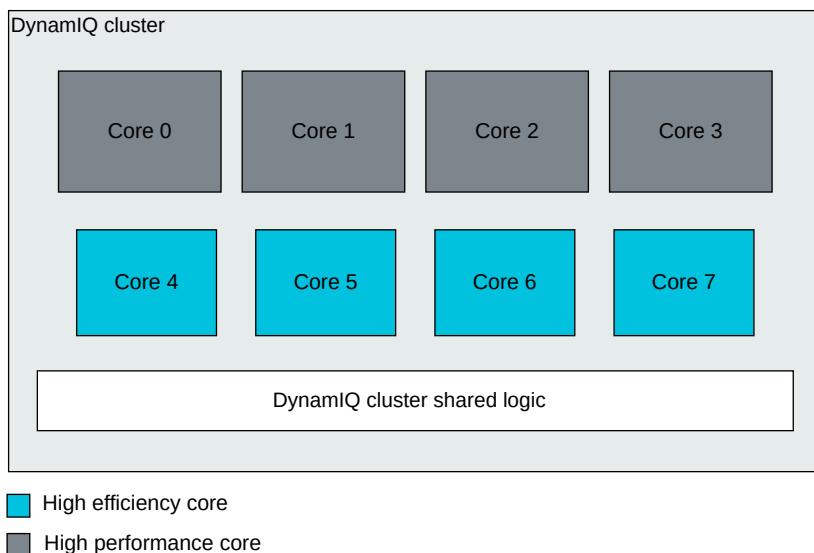 DynamIQ cluster
Core 0
Core 1
Core 2
Core 3
Core 4
Core 5
Core 6
Core 7
DynamIQ cluster shared logic
High efficiency core
High performance core